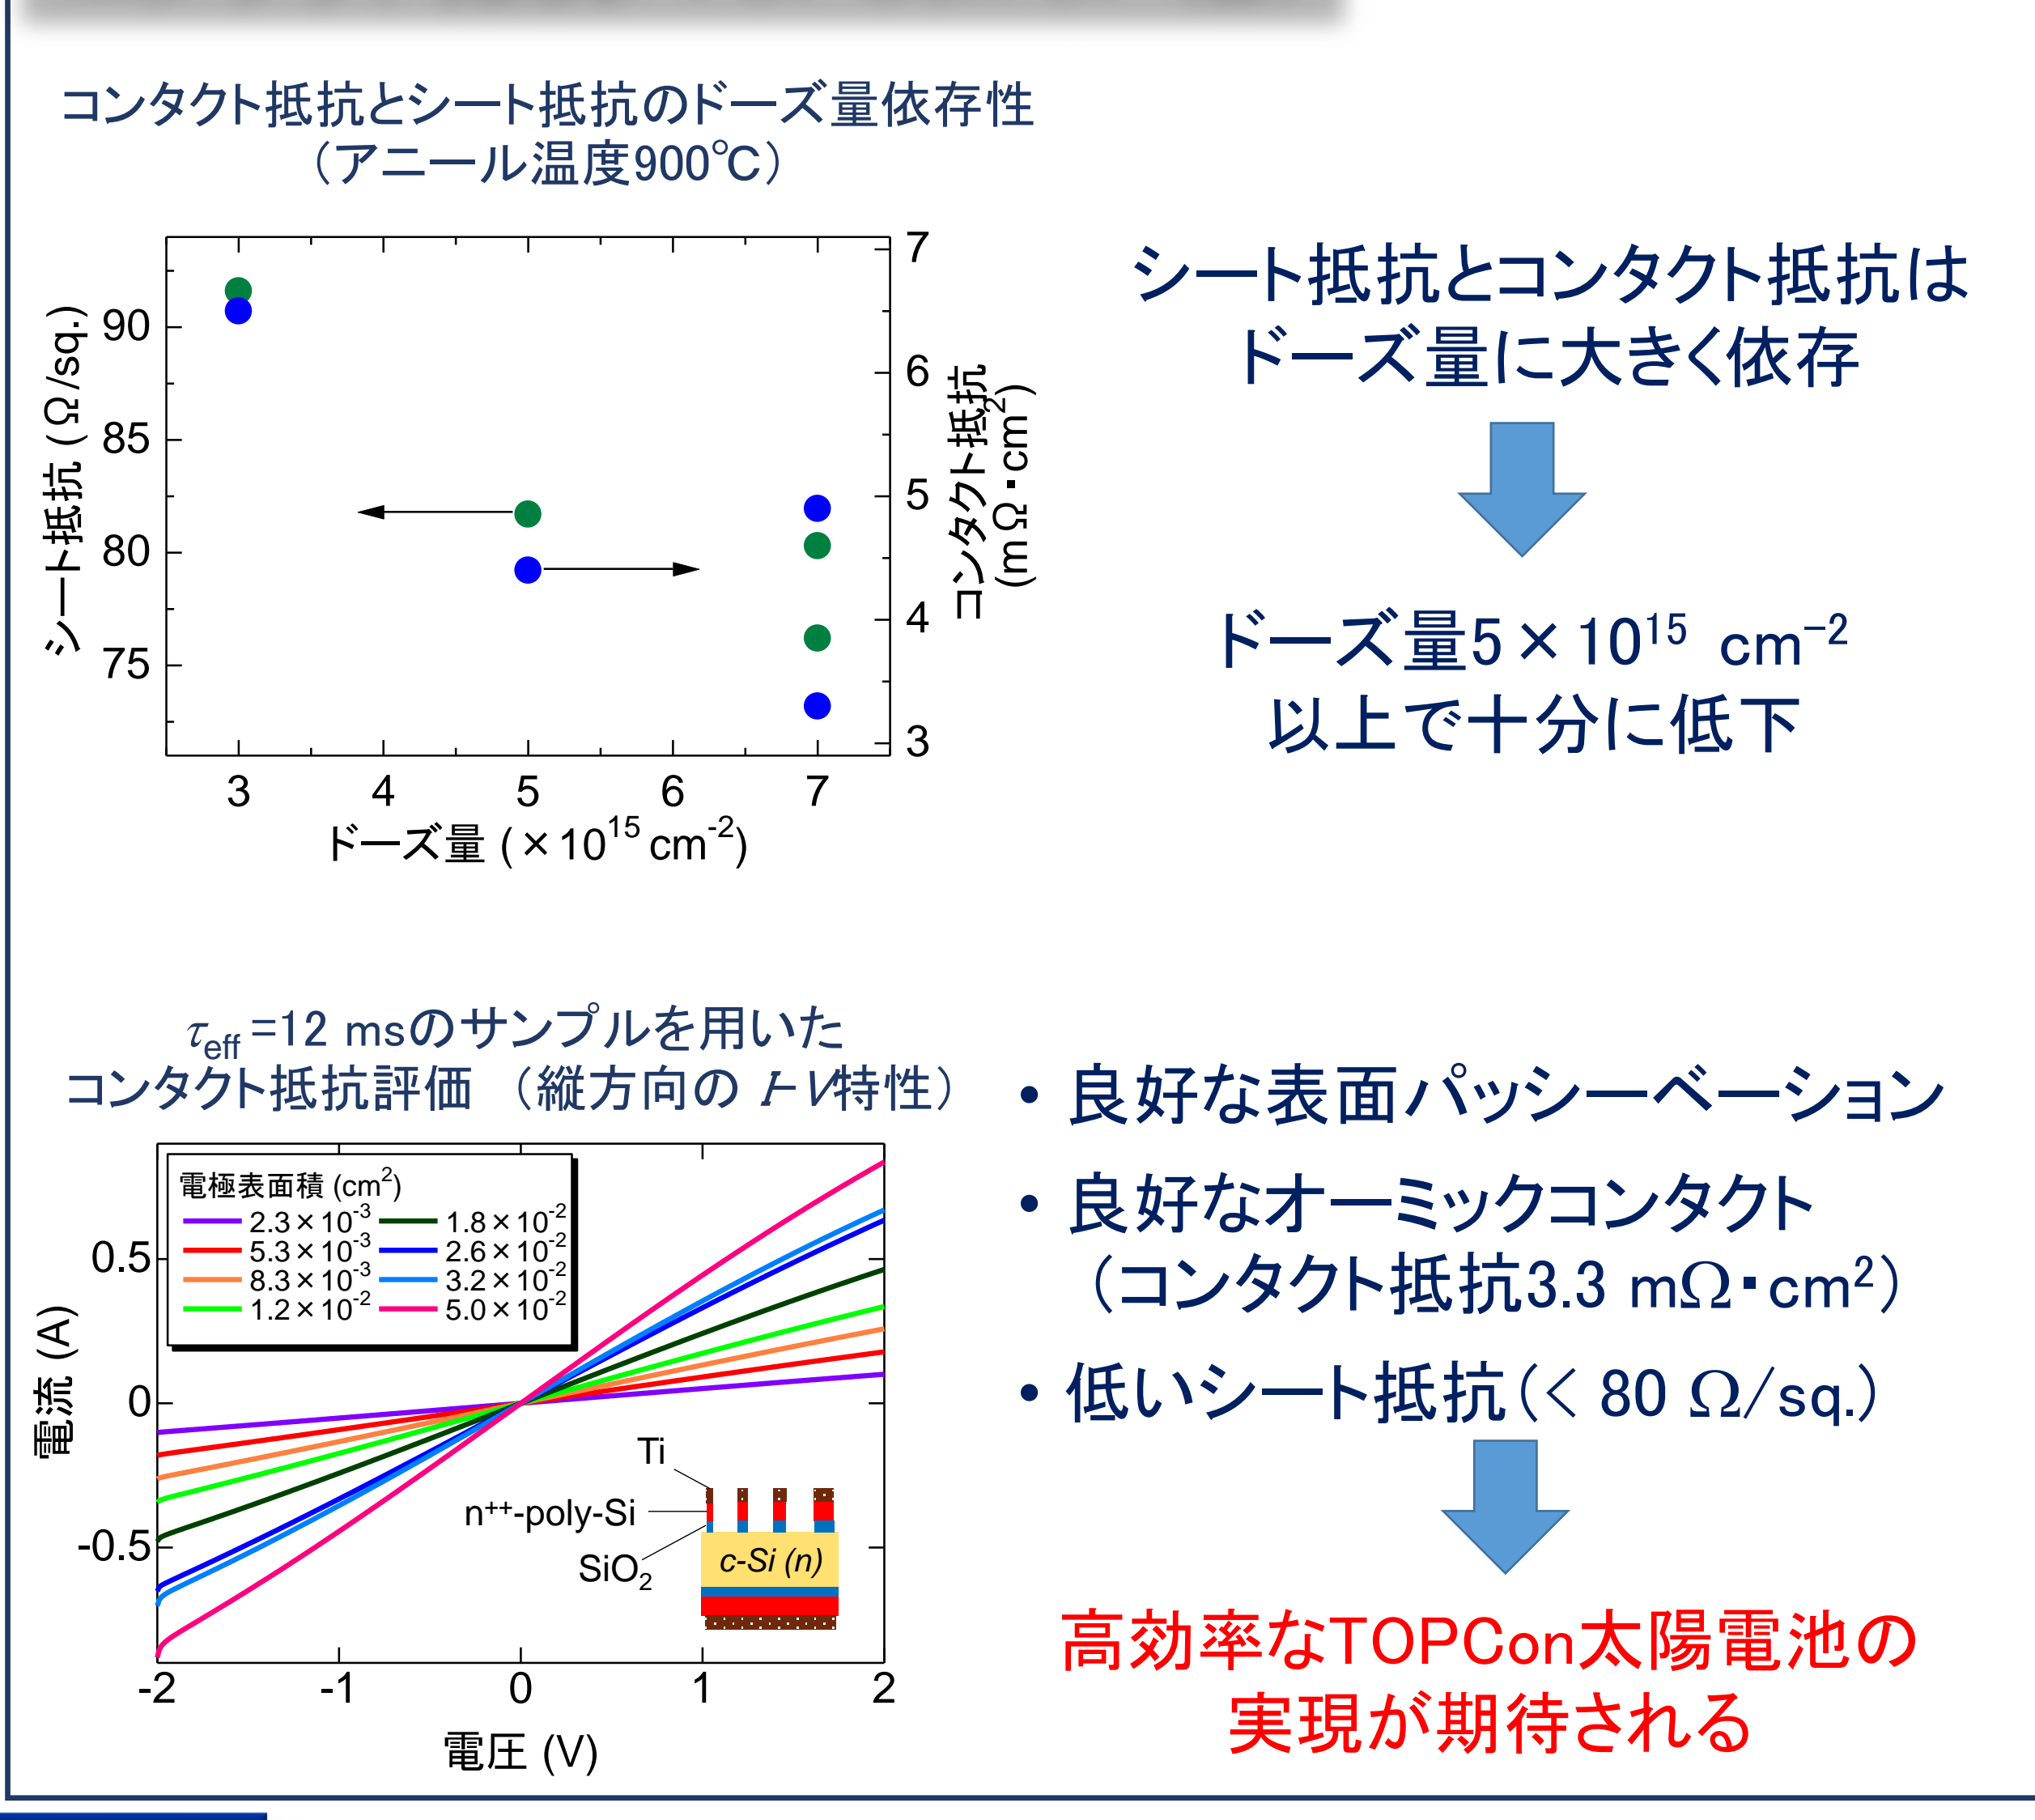 コンタクト抵抗とシート抵抗のドーズ量依存性
（アニール温度900℃）
シート抵抗 (Ω/sq.)
90
85
80
75
7
6
5
4
3
コンタクト抵抗
(mΩ・cm²)
3 4 5 6 7
ドーズ量 (×10¹⁵ cm⁻²)
シート抵抗とコンタクト抵抗は
ドーズ量に大きく依存
ドーズ量5×10¹⁵ cm⁻²
以上で十分に低下
τeff =12 msのサンプルを用いた
コンタクト抵抗評価 （縦方向の I-V特性）
電流 (A)
0.5
0
-0.5
電極表面積 (cm²)
2.3×10⁻³ 1.8×10⁻²
5.3×10⁻³ 2.6×10⁻²
8.3×10⁻³ 3.2×10⁻²
1.2×10⁻² 5.0×10⁻²
Ti
n⁺⁺-poly-Si
SiO₂
c-Si (n)
-2 -1 0 1 2
電圧 (V)
• 良好な表面パッシーベーション
• 良好なオーミックコンタクト
（コンタクト抵抗3.3 mΩ・cm²）
• 低いシート抵抗（< 80 Ω/sq.）
高効率なTOPCon太陽電池の
実現が期待される